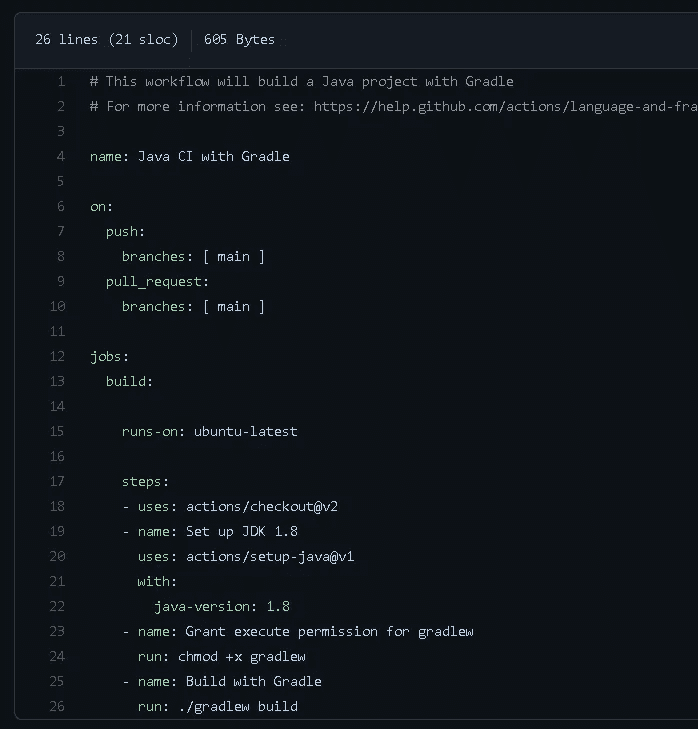 26 lines (21 sloc) 605 Bytes
1 # This workflow will build a Java project with Gradle
2 # For more information see: https://help.github.com/actions/language-and-fra
3
4 name: Java CI with Gradle
5
6 on:
7   push:
8     branches: [ main ]
9   pull_request:
10     branches: [ main ]
11
12 jobs:
13   build:
14
15     runs-on: ubuntu-latest
16
17     steps:
18     - uses: actions/checkout@v2
19     - name: Set up JDK 1.8
20       uses: actions/setup-java@v1
21       with:
22         java-version: 1.8
23     - name: Grant execute permission for gradlew
24       run: chmod +x gradlew
25     - name: Build with Gradle
26       run: ./gradlew build